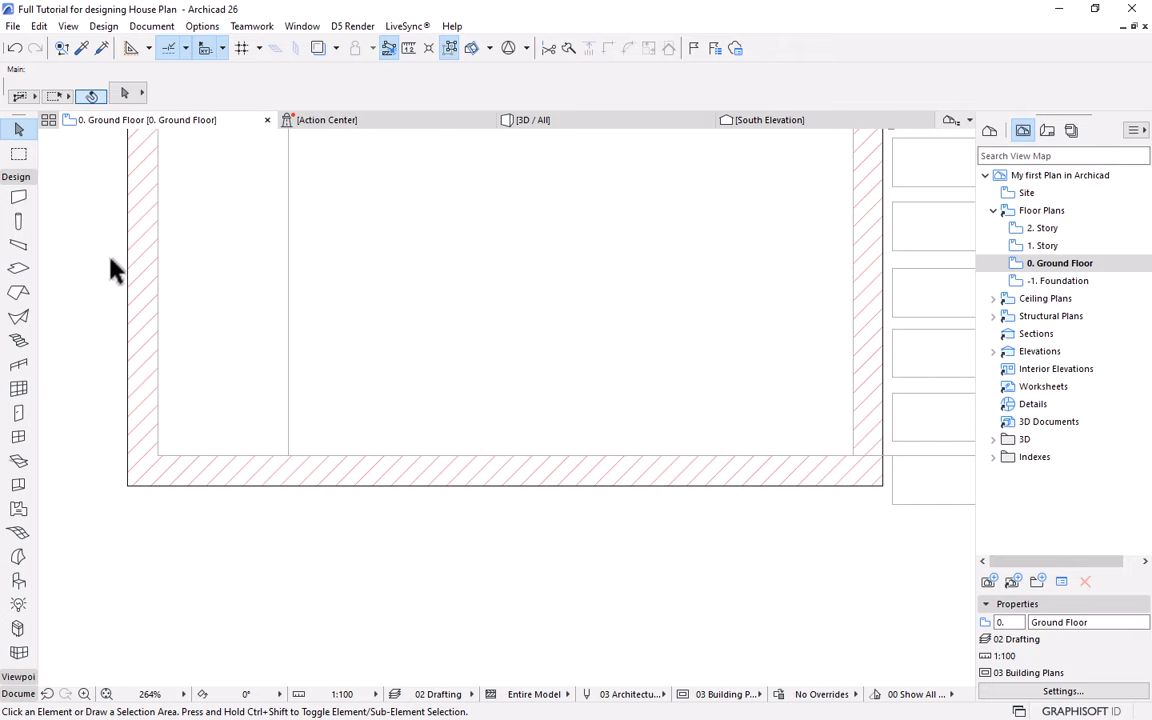 Full Tutorial for designing House Plan - Archicad 26
File Edit View Design Document Options Teamwork Window D5 Render LiveSync® Help
Main:
0. Ground Floor [0. Ground Floor]
[Action Center]
[3D / All]
[South Elevation]
Search View Map
Design
My first Plan in Archicad
Site
Floor Plans
2. Story
1. Story
0. Ground Floor
-1. Foundation
Ceiling Plans
Structural Plans
Sections
Elevations
Interior Elevations
Worksheets
Details
3D Documents
3D
Indexes
Properties
0. Ground Floor
02 Drafting
1:100
03 Building Plans
Settings...
Viewpoi
Docume
264%
0°
1:100
02 Drafting
Entire Model
03 Architectu...
03 Building P...
No Overrides
00 Show All ...
Click an Element or Draw a Selection Area. Press and Hold Ctrl+Shift to Toggle Element/Sub-Element Selection.
GRAPHISOFT ID